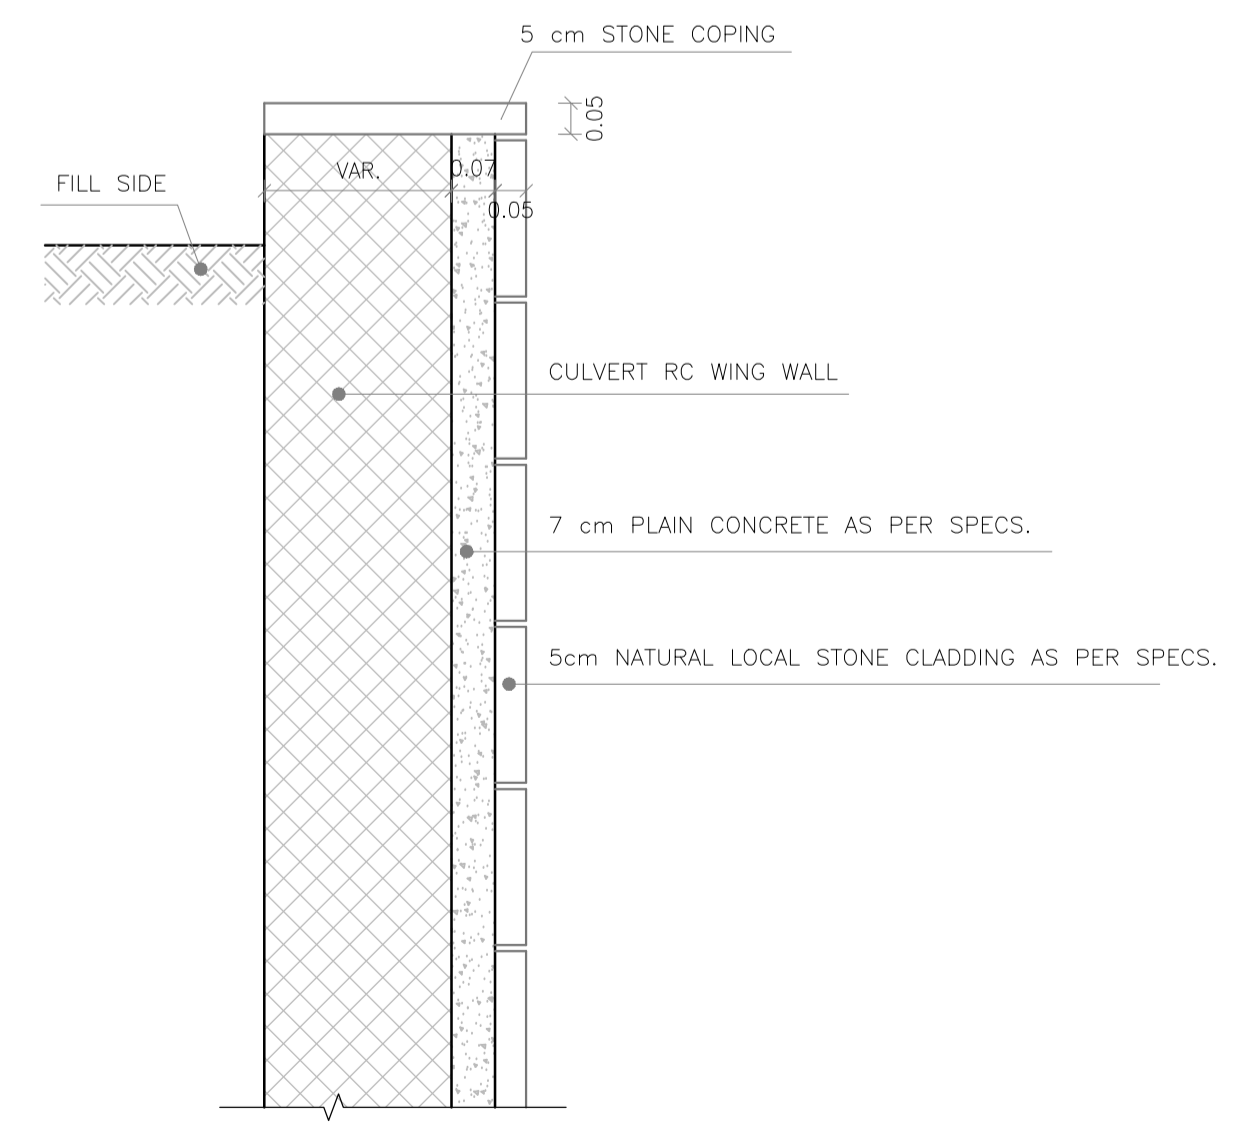 5 cm STONE COPING
0.05
VAR.
0.07
FILL SIDE
0.05
CULVERT RC WING WALL
7 cm PLAIN CONCRETE AS PER SPECS.
5cm NATURAL LOCAL STONE CLADDING AS PER SPECS.